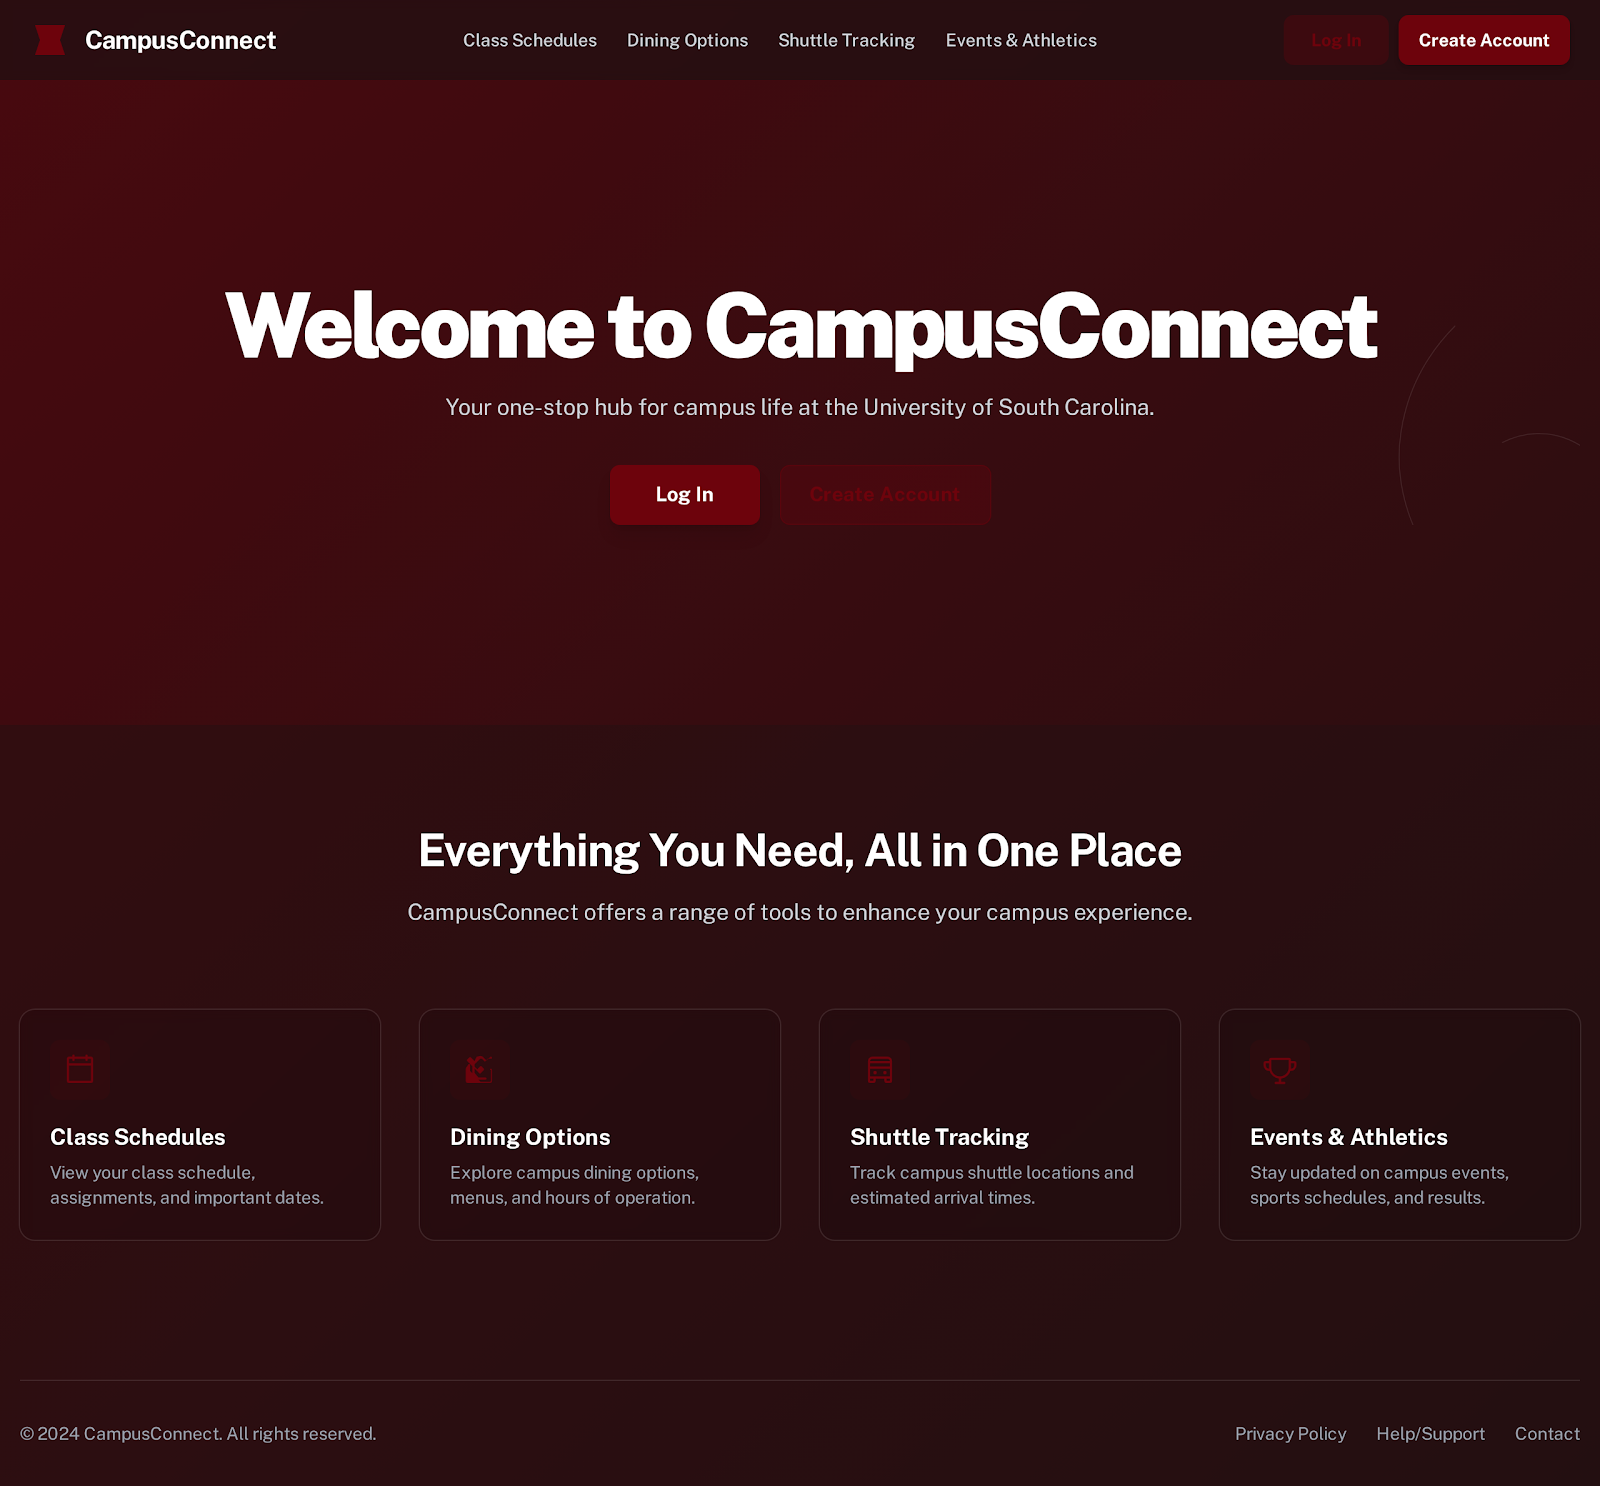 CampusConnect
Class Schedules
Dining Options
Shuttle Tracking
Events & Athletics
Log In
Create Account
Welcome to CampusConnect
Your one-stop hub for campus life at the University of South Carolina.
Log In
Create Account
Everything You Need, All in One Place
CampusConnect offers a range of tools to enhance your campus experience.
Class Schedules
View your class schedule,
assignments, and important dates.
Dining Options
Explore campus dining options,
menus, and hours of operation.
Shuttle Tracking
Track campus shuttle locations and
estimated arrival times.
Events & Athletics
Stay updated on campus events,
sports schedules, and results.
© 2024 CampusConnect. All rights reserved.
Privacy Policy
Help/Support
Contact